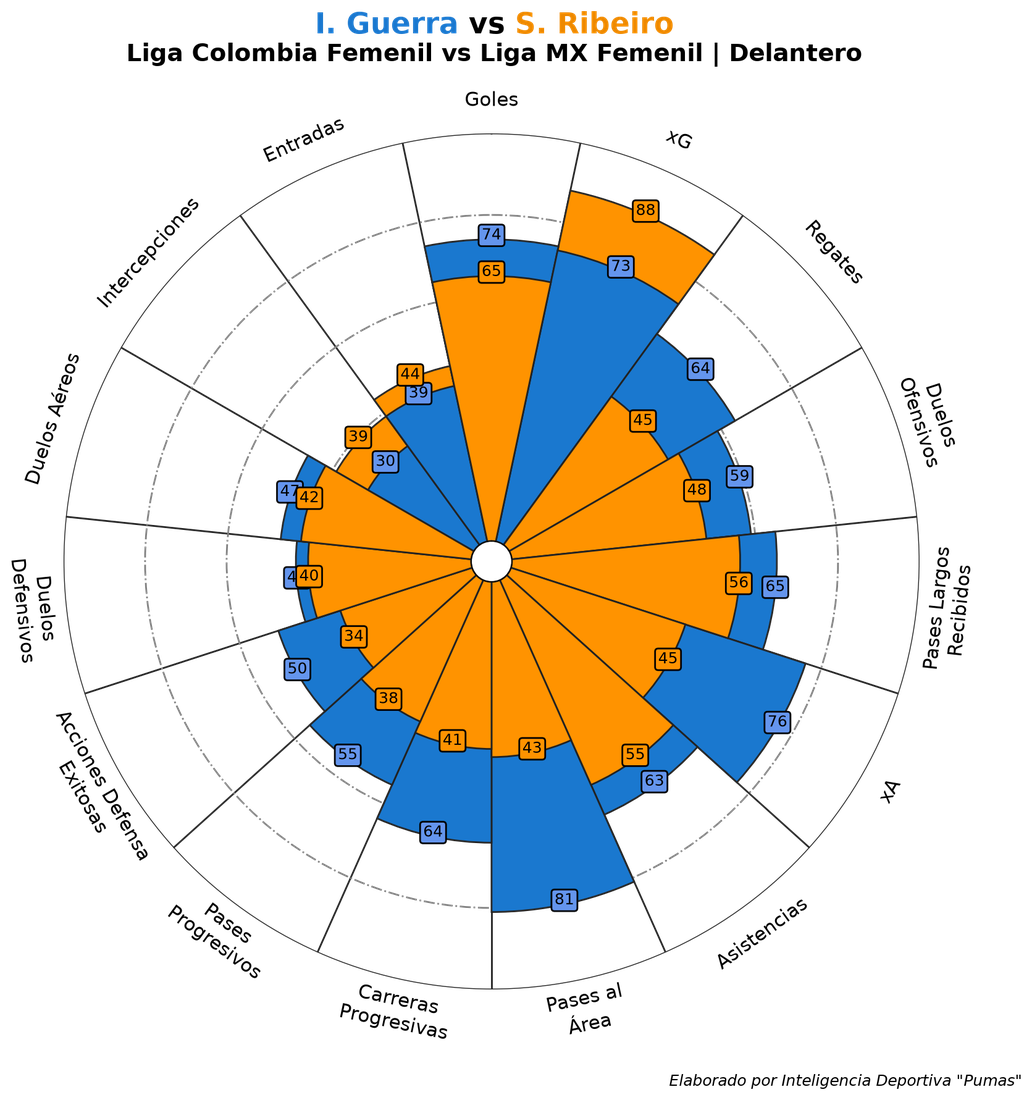 I. Guerra vs S. Ribeiro
Liga Colombia Femenil vs Liga MX Femenil | Delantero
Goles
xG
Regates
Duelos
Ofensivos
Pases Largos
Recibidos
xA
Asistencias
Pases al
Área
Carreras
Progresivas
Pases
Progresivos
Acciones Defensa
Exitosas
Duelos
Defensivos
Duelos Aéreos
Intercepciones
Entradas
74
65
88
73
64
45
59
48
65
56
76
45
63
55
81
43
64
41
55
38
50
34
40
47
42
39
30
44
39
Elaborado por Inteligencia Deportiva "Pumas"